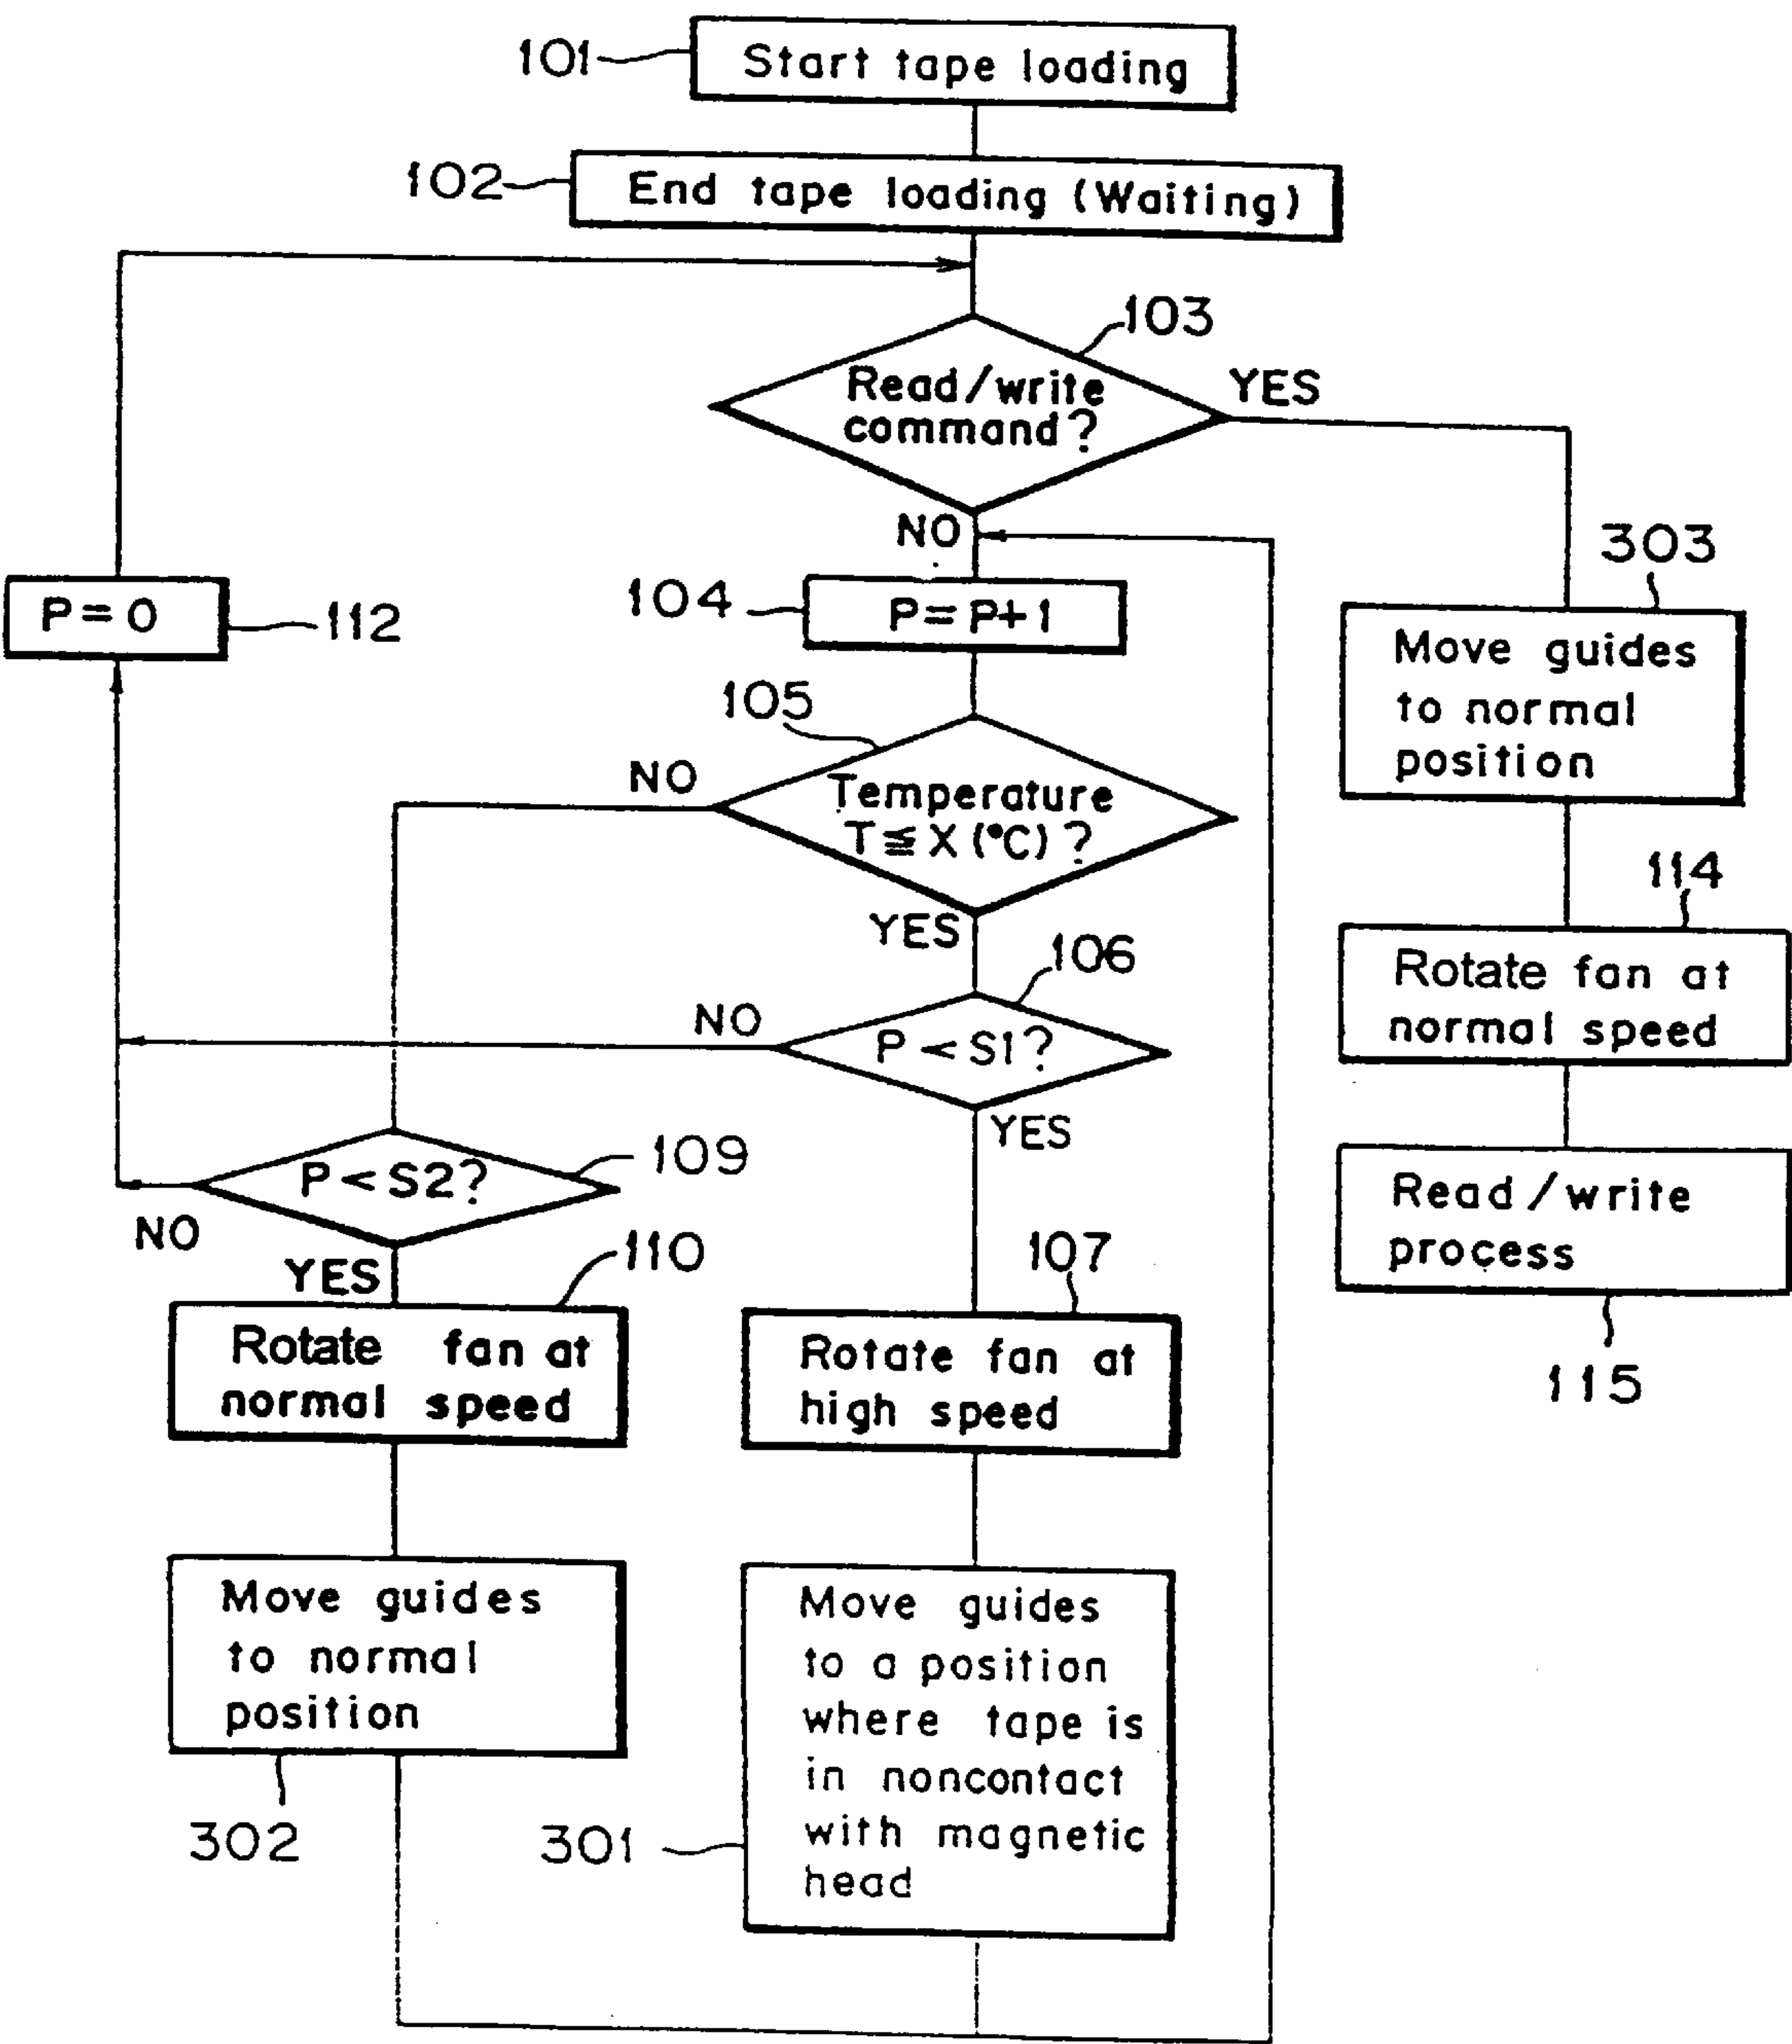 101
Start tape loading
102
End tape loading (Waiting)
103
Read/write
command?
YES
NO
303
Move guides
to normal
position
P=0
112
104
P=P+1
105
NO
Temperature
T≦X (°C)?
YES
114
Rotate fan at
normal speed
106
NO
P<S1?
YES
109
P<S2?
NO
YES
Read/write
process
115
110
Rotate fan at
normal speed
107
Rotate fan at
high speed
Move guides
to normal
position
302
301
Move guides
to a position
where tape is
in noncontact
with magnetic
head